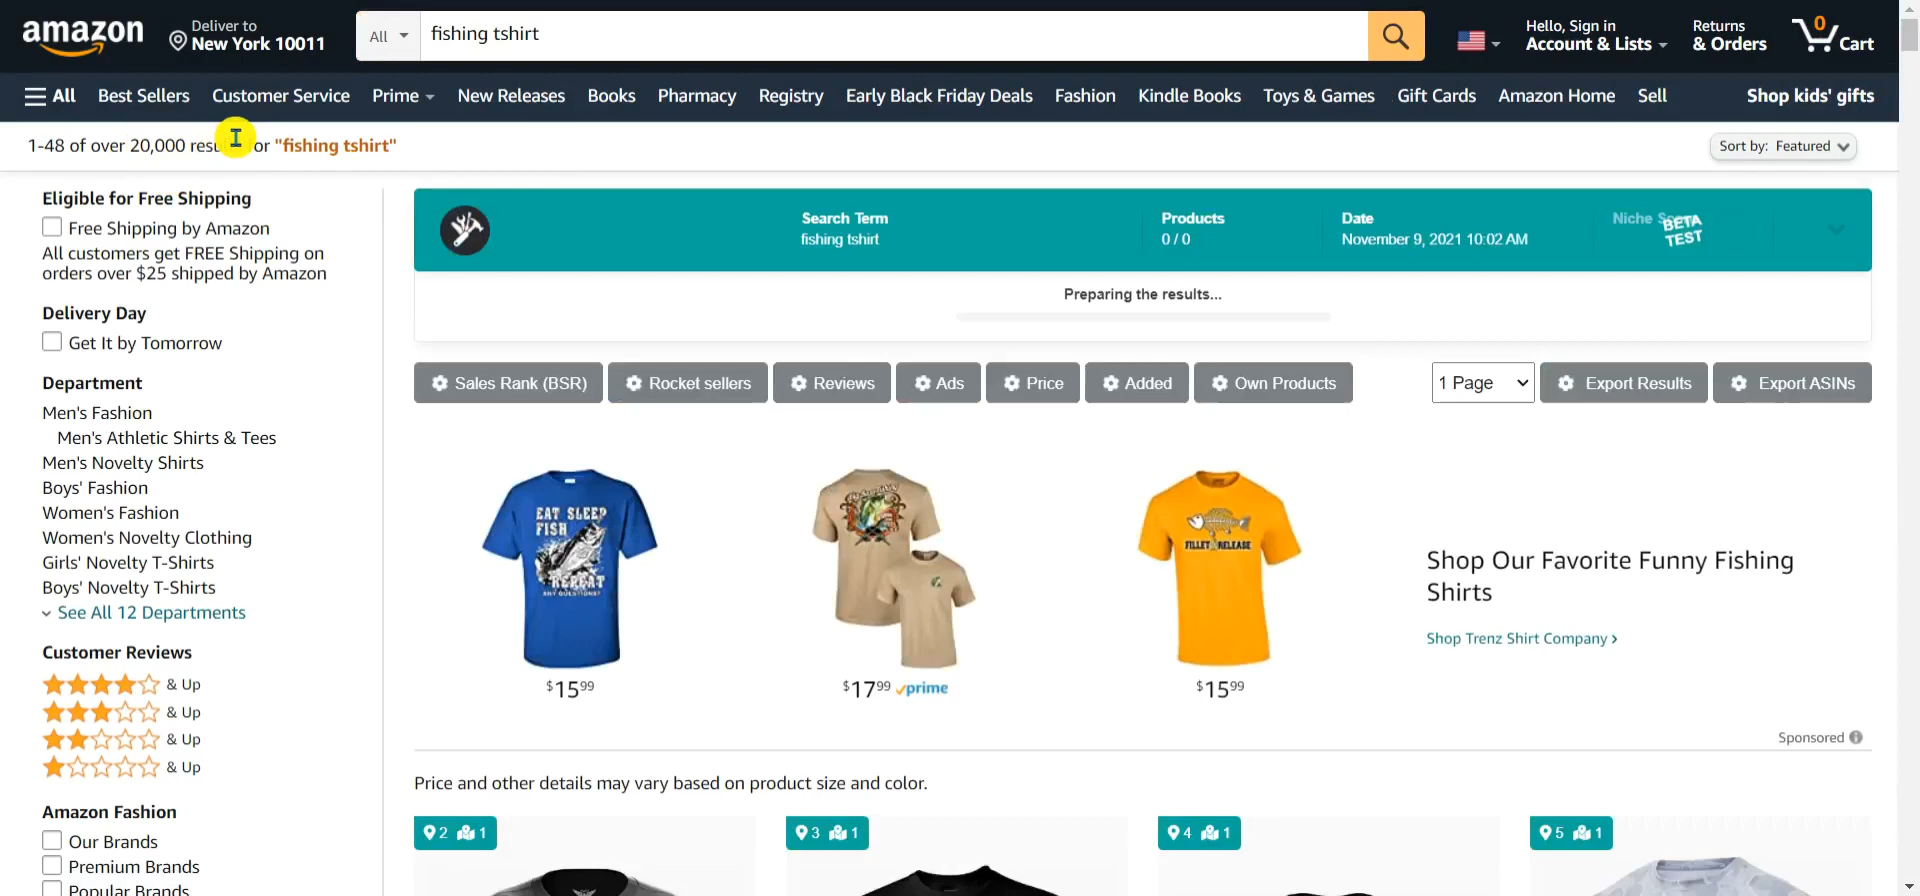 amazon
Deliver to
New York 10011
All
fishing tshirt
Hello, Sign in
Account & Lists
Returns
& Orders
0
Cart
All
Best Sellers
Customer Service
Prime
New Releases
Books
Pharmacy
Registry
Early Black Friday Deals
Fashion
Kindle Books
Toys & Games
Gift Cards
Amazon Home
Sell
Shop kids' gifts
1-48 of over 20,000 for "fishing tshirt"
Sort by: Featured
Eligible for Free Shipping
Free Shipping by Amazon
All customers get FREE Shipping on
orders over $25 shipped by Amazon
Delivery Day
Get It by Tomorrow
Department
Men's Fashion
Men's Athletic Shirts & Tees
Men's Novelty Shirts
Boys' Fashion
Women's Fashion
Women's Novelty Clothing
Girls' Novelty T-Shirts
Boys' Novelty T-Shirts
See All 12 Departments
Customer Reviews
& Up
& Up
& Up
& Up
Amazon Fashion
Our Brands
Premium Brands
Popular Brands
Search Term
fishing tshirt
Products
0 / 0
Date
November 9, 2021 10:02 AM
Niche
BETA
TEST
Preparing the results...
Sales Rank (BSR)
Rocket sellers
Reviews
Ads
Price
Added
Own Products
1 Page
Export Results
Export ASINs
EAT SLEEP
FISH
REPEAT
ANY QUESTIONS?
FILLET & RELEASE
$15.99
$17.99 prime
$15.99
Shop Our Favorite Funny Fishing
Shirts
Shop Trenz Shirt Company
Sponsored
Price and other details may vary based on product size and color.
2 1
3 1
4 1
5 1